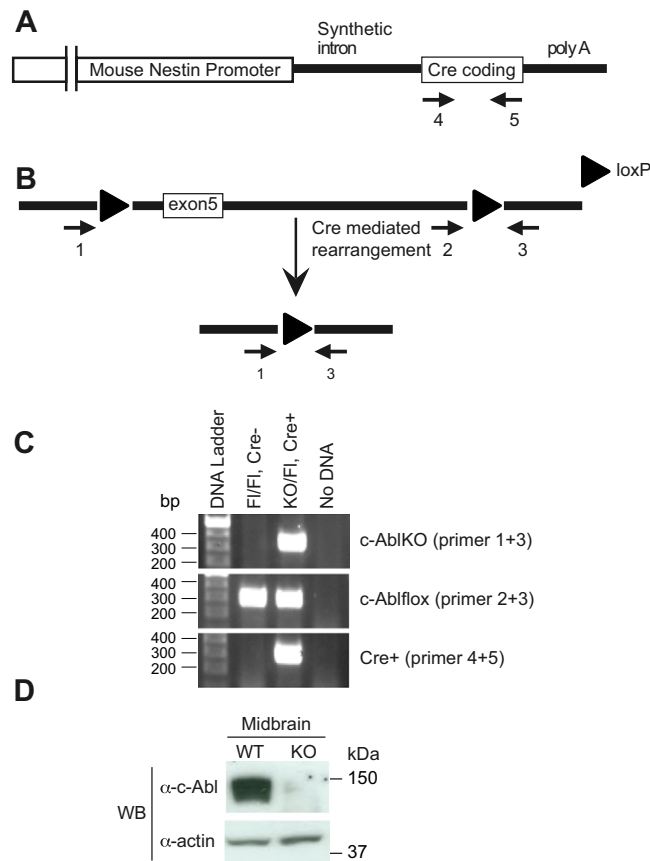 A
Synthetic
intron
poly A
Mouse Nestin Promoter
Cre coding
4 5
B
loxP
exon5
1
Cre mediated
rearrangement
2 3
1 3
C
DNA Ladder
Fl/Fl, Cre-
KO/Fl, Cre+
No DNA
bp
400
300
200
c-AblKO (primer 1+3)
400
300
200
c-Ablflox (primer 2+3)
400
300
200
Cre+ (primer 4+5)
D
Midbrain
WT KO kDa
WB
α-c-Abl
150
α-actin
37